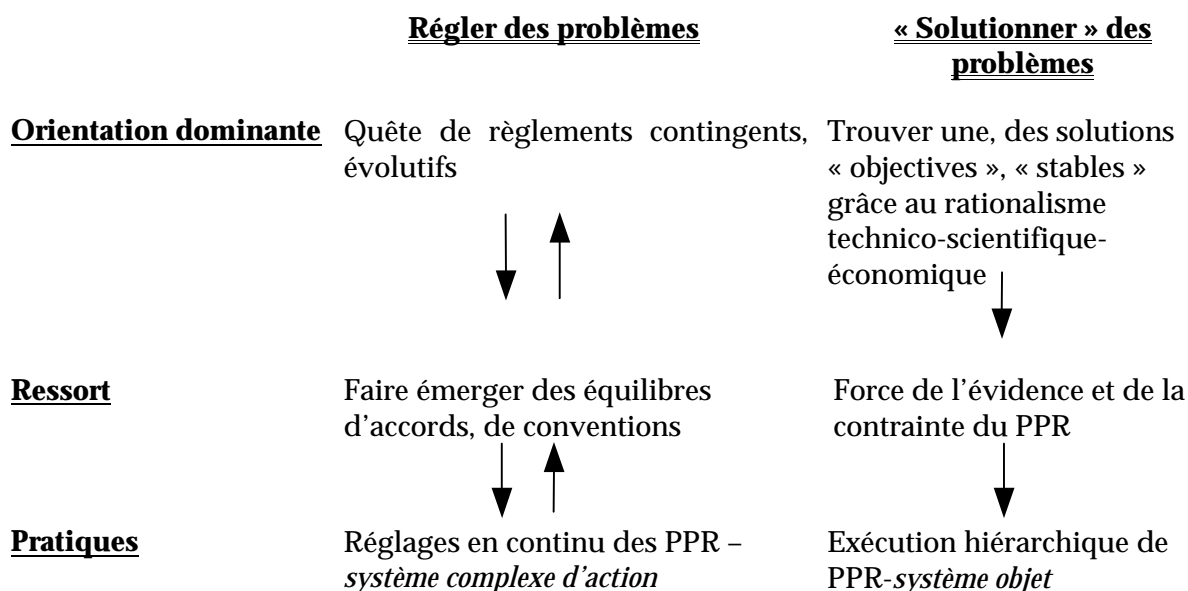 Régler des problèmes
« Solutionner » des
problèmes
Orientation dominante
Quête de règlements contingents,
évolutifs
Trouver une, des solutions
« objectives », « stables »
grâce au rationalisme
technico-scientifique-
économique
Ressort
Faire émerger des équilibres
d’accords, de conventions
Force de l’évidence et de la
contrainte du PPR
Pratiques
Réglages en continu des PPR –
système complexe d’action
Exécution hiérarchique de
PPR-système objet